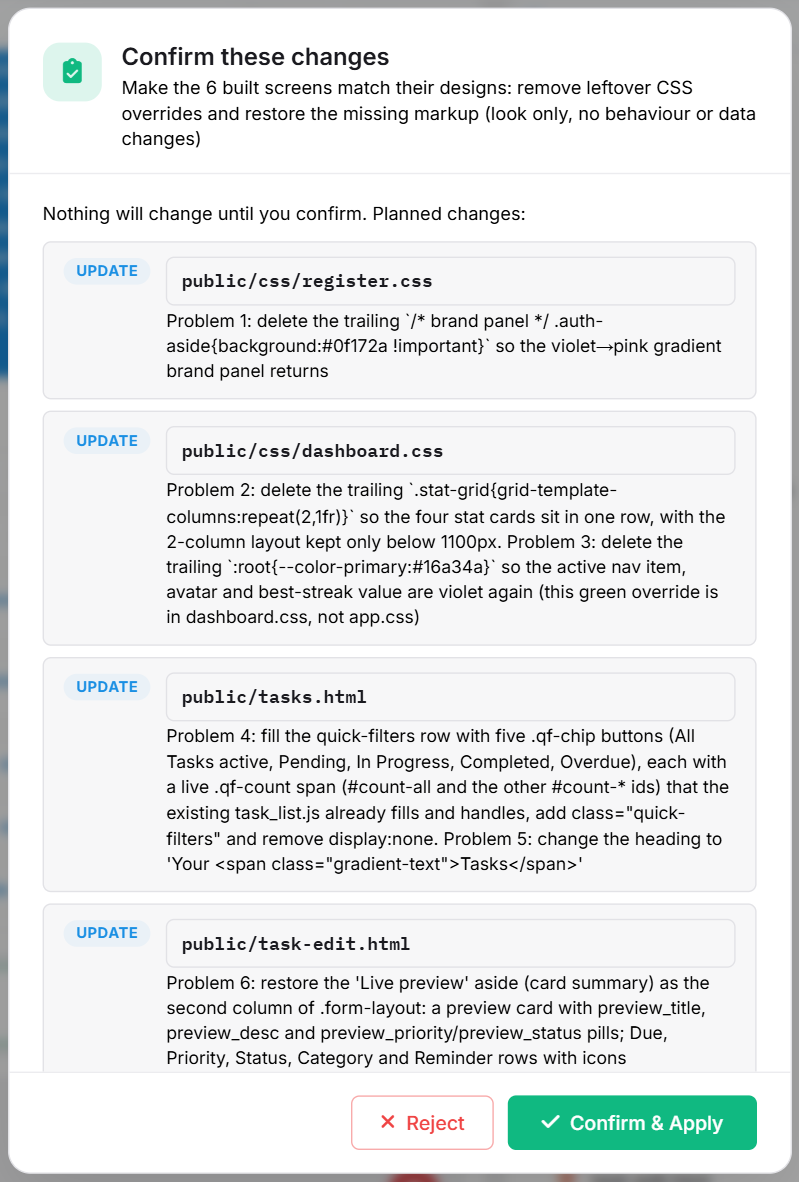 Confirm these changes
Make the 6 built screens match their designs: remove leftover CSS
overrides and restore the missing markup (look only, no behaviour or data
changes)
Nothing will change until you confirm. Planned changes:
UPDATE
public/css/register.css
Problem 1: delete the trailing `/* brand panel */ .auth-
aside{background:#0f172a !important}` so the violet→pink gradient
brand panel returns
UPDATE
public/css/dashboard.css
Problem 2: delete the trailing `.stat-grid{grid-template-
columns:repeat(2,1fr)}` so the four stat cards sit in one row, with the
2-column layout kept only below 1100px. Problem 3: delete the
trailing `:root{--color-primary:#16a34a}` so the active nav item,
avatar and best-streak value are violet again (this green override is
in dashboard.css, not app.css)
UPDATE
public/tasks.html
Problem 4: fill the quick-filters row with five .qf-chip buttons (All
Tasks active, Pending, In Progress, Completed, Overdue), each with
a live .qf-count span (#count-all and the other #count-* ids) that the
existing task_list.js already fills and handles, add class="quick-
filters" and remove display:none. Problem 5: change the heading to
'Your <span class="gradient-text">Tasks</span>'
UPDATE
public/task-edit.html
Problem 6: restore the 'Live preview' aside (card summary) as the
second column of .form-layout: a preview card with preview_title,
preview_desc and preview_priority/preview_status pills; Due,
Priority, Status, Category and Reminder rows with icons
Reject
Confirm & Apply